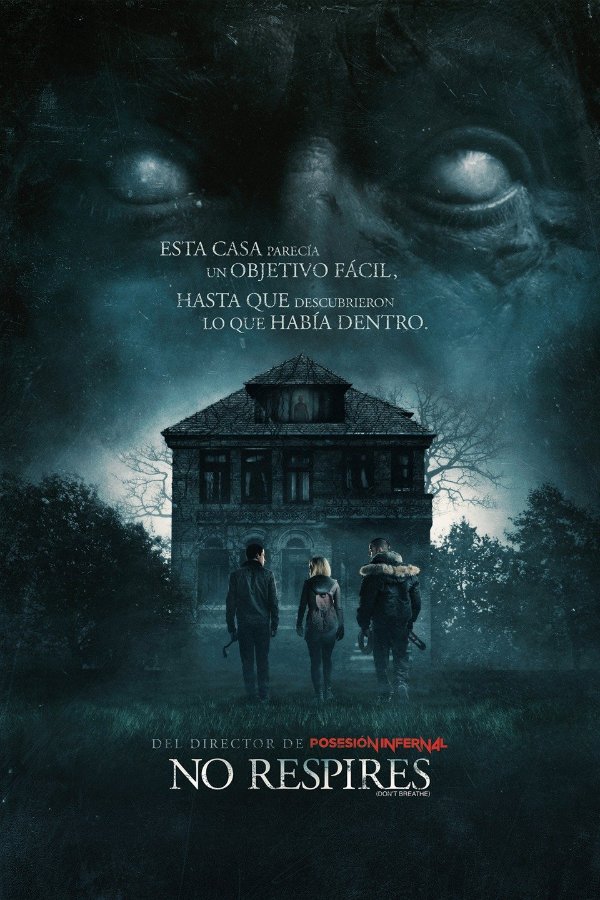 ESTA CASA PARECÍA
UN OBJETIVO FÁCIL,
HASTA QUE DESCUBRIERON
LO QUE HABÍA DENTRO.
DEL DIRECTOR DE POSESIÓN INFERNAL
NO RESPIRES
(DON'T BREATHE)